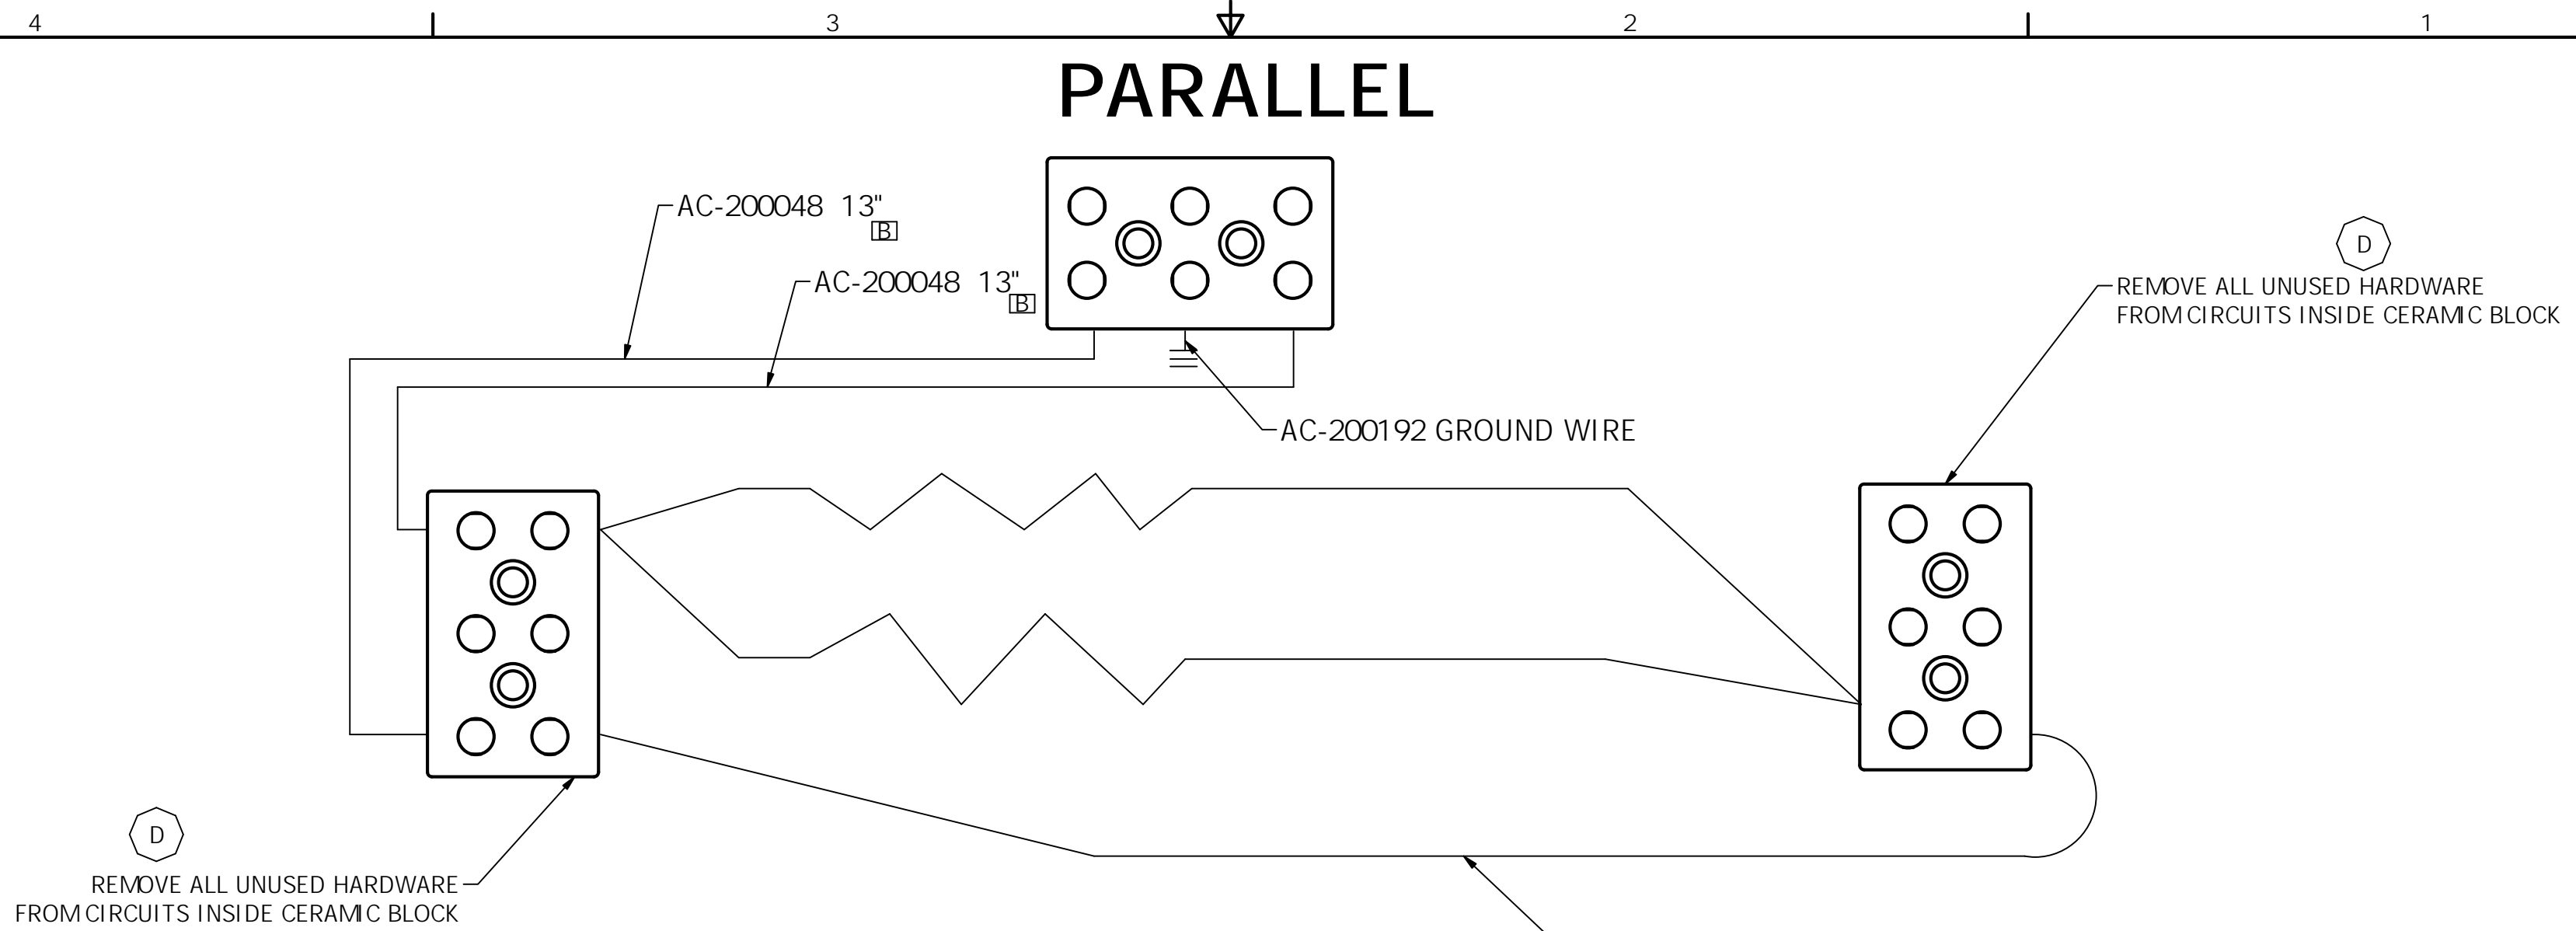 4 3 2 1
PARALLEL
AC-200048 13"
B
AC-200048 13"
B
D
REMOVE ALL UNUSED HARDWARE
FROM CIRCUITS INSIDE CERAMIC BLOCK
AC-200192 GROUND WIRE
D
REMOVE ALL UNUSED HARDWARE
FROM CIRCUITS INSIDE CERAMIC BLOCK